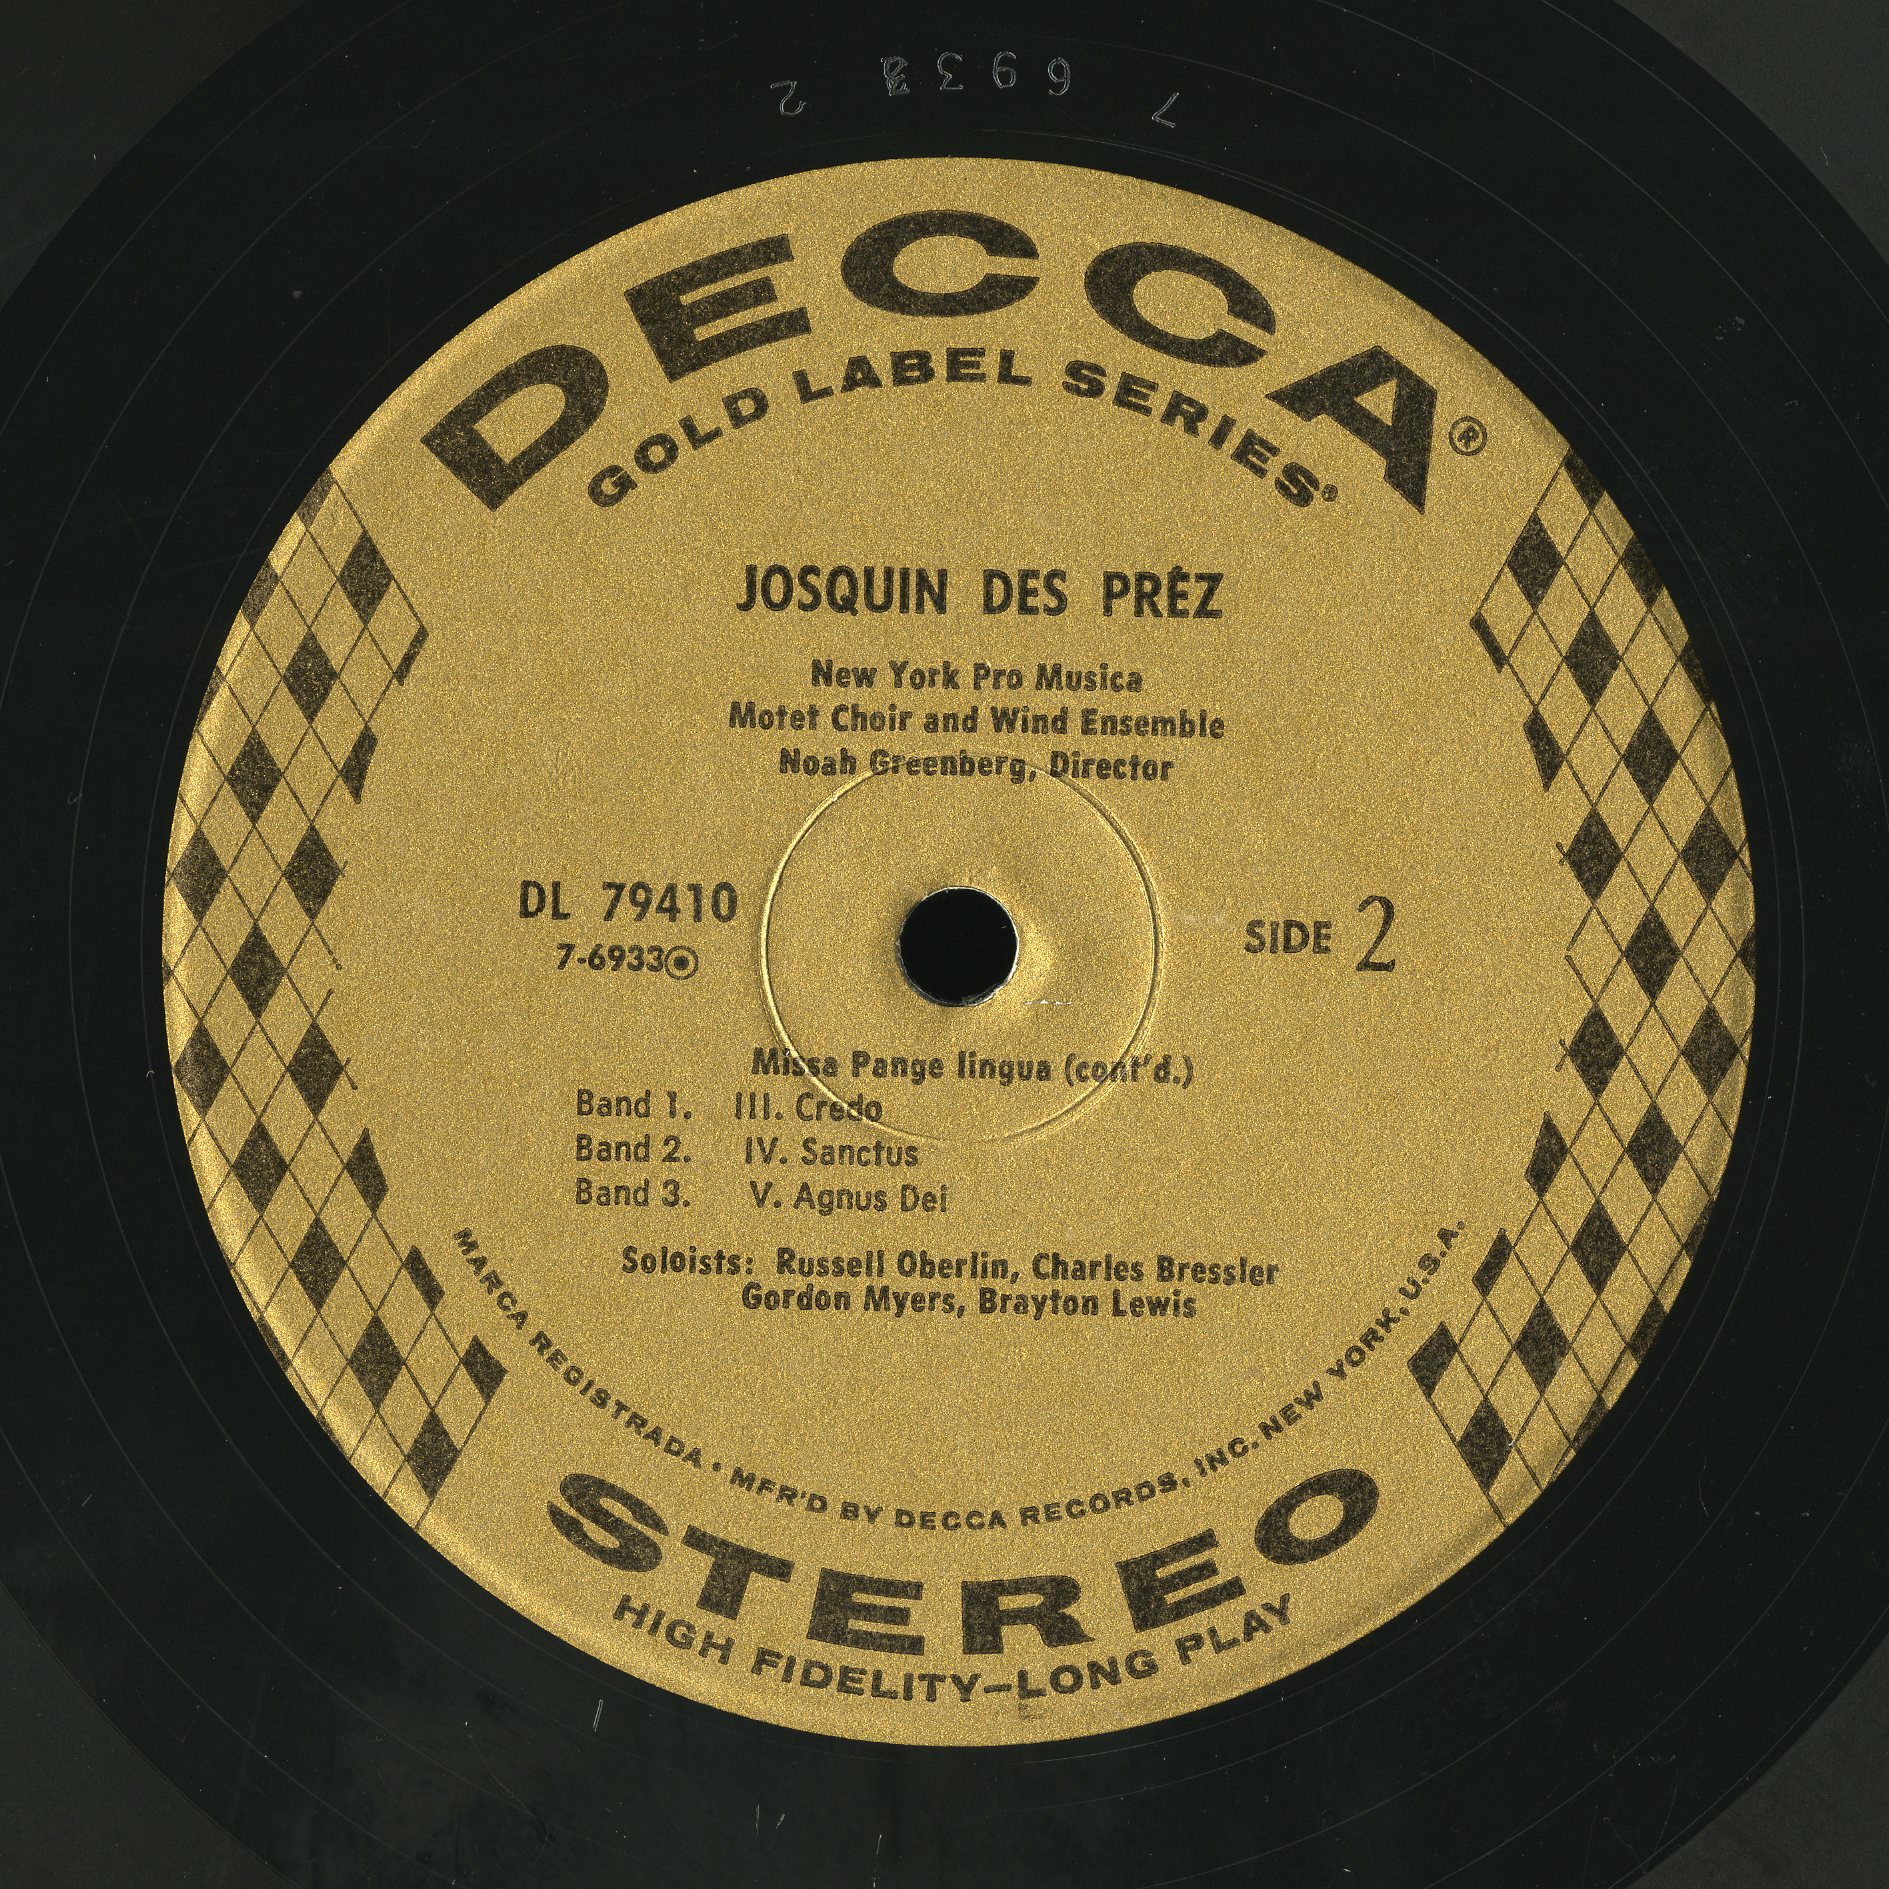 7 6933 2
DECCA®
GOLD LABEL SERIES®
JOSQUIN DES PRÉZ
New York Pro Musica
Motet Choir and Wind Ensemble
Noah Greenberg, Director
DL 79410
7-6933
SIDE 2
Missa Pange lingua (cont'd.)
Band 1. III. Credo
Band 2. IV. Sanctus
Band 3. V. Agnus Dei
Soloists: Russell Oberlin, Charles Bressler
Gordon Myers, Brayton Lewis
MARCA REGISTRADA • MFR'D BY DECCA RECORDS, INC. NEW YORK, U.S.A.
STEREO
HIGH FIDELITY—LONG PLAY